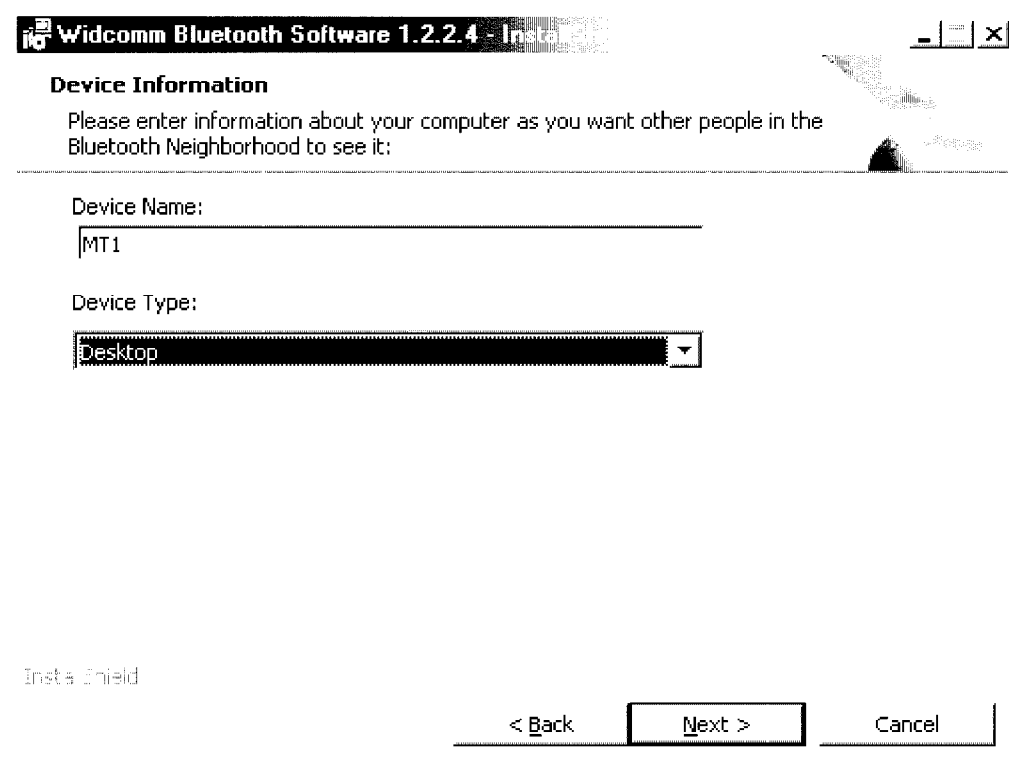 Widcomm Bluetooth Software 1.2.2.4 -
Device Information
Please enter information about your computer as you want other people in the
Bluetooth Neighborhood to see it:
Device Name:
MT1
Device Type:
Desktop
InstallShield
< Back
Next >
Cancel